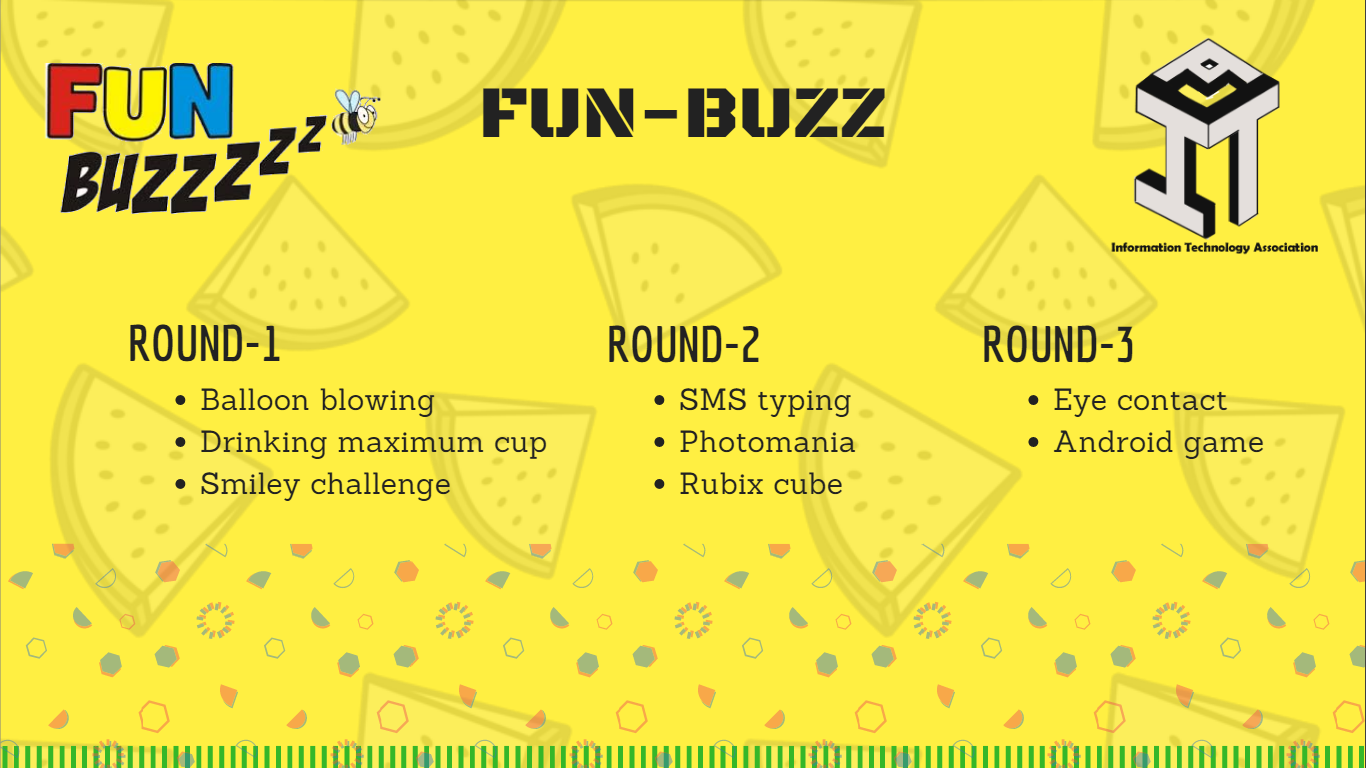 FUN
BUZZZZZ
FUN-BUZZ
Information Technology Association
ROUND-1
Balloon blowing
Drinking maximum cup
Smiley challenge
ROUND-2
SMS typing
Photomania
Rubix cube
ROUND-3
Eye contact
Android game